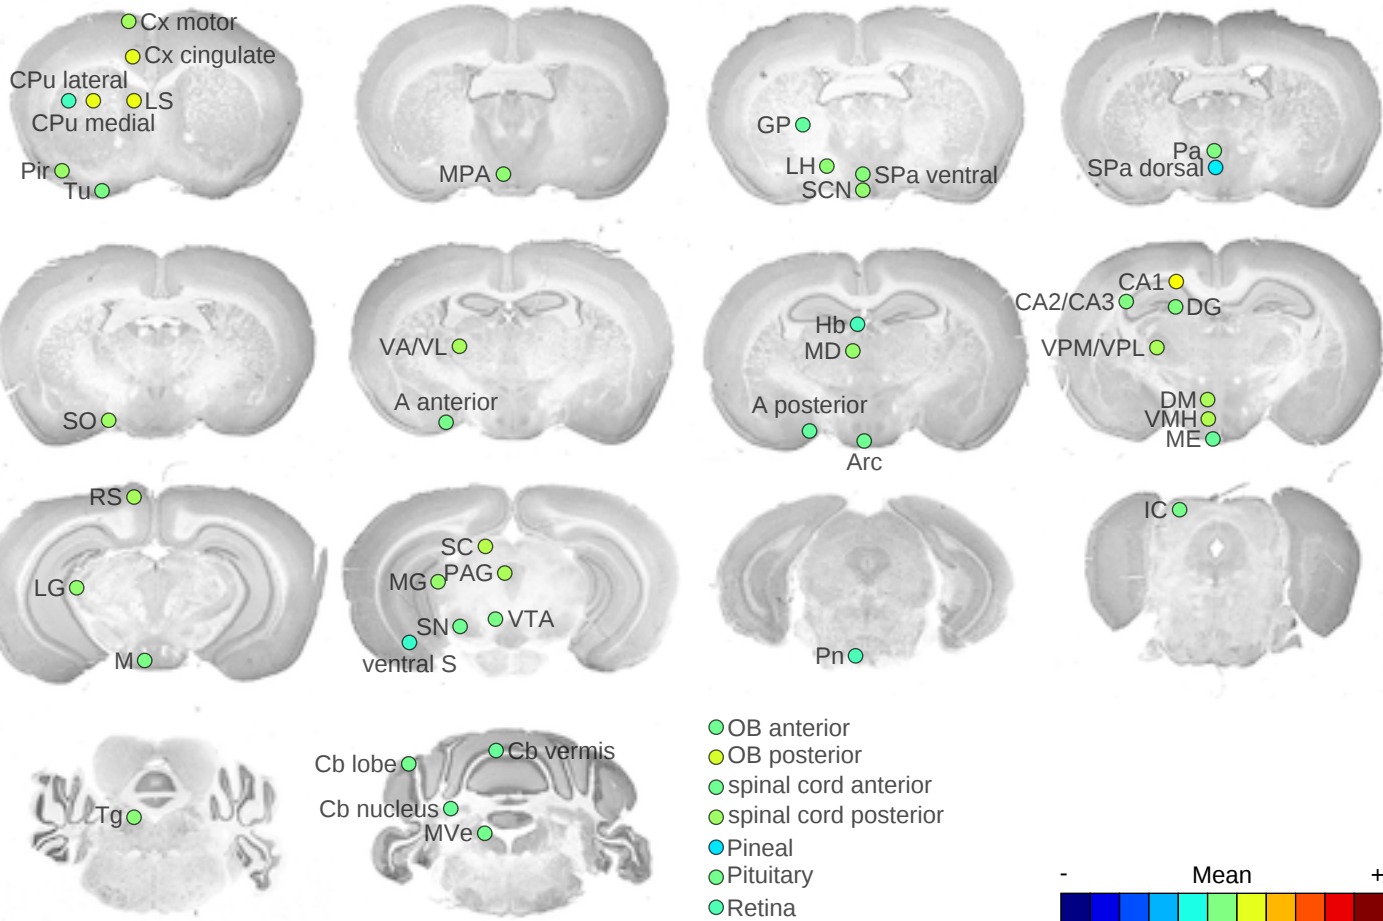 Cx motor
Cx cingulate
CPu lateral
LS
CPu medial
Pir
Tu
MPA
GP
LH
SPa ventral
SCN
Pa
SPa dorsal
SO
VA/VL
A anterior
Hb
MD
A posterior
Arc
CA1
CA2/CA3
DG
VPM/VPL
DM
VMH
ME
RS
LG
M
SC
PAG
MG
SN
VTA
ventral S
Pn
IC
Tg
Cb lobe
Cb vermis
Cb nucleus
MVe
OB anterior
OB posterior
spinal cord anterior
spinal cord posterior
Pineal
Pituitary
Retina
- Mean +